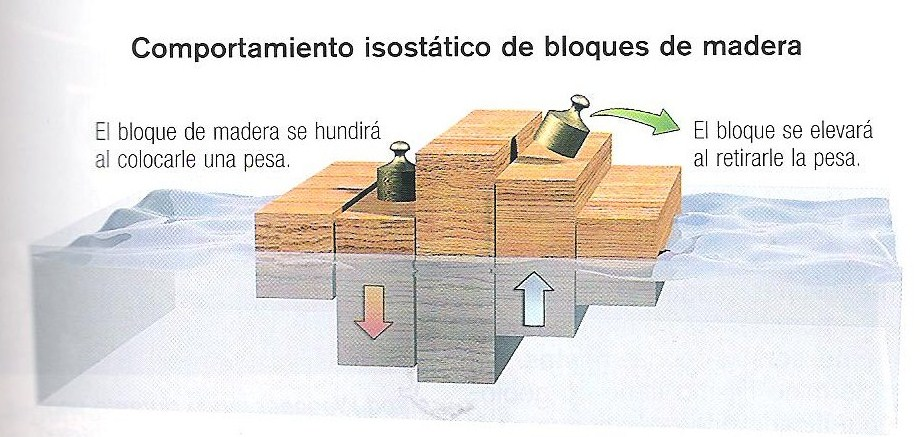 Comportamiento isostático de bloques de madera
El bloque de madera se hundirá
al colocarle una pesa.
El bloque se elevará
al retirarle la pesa.